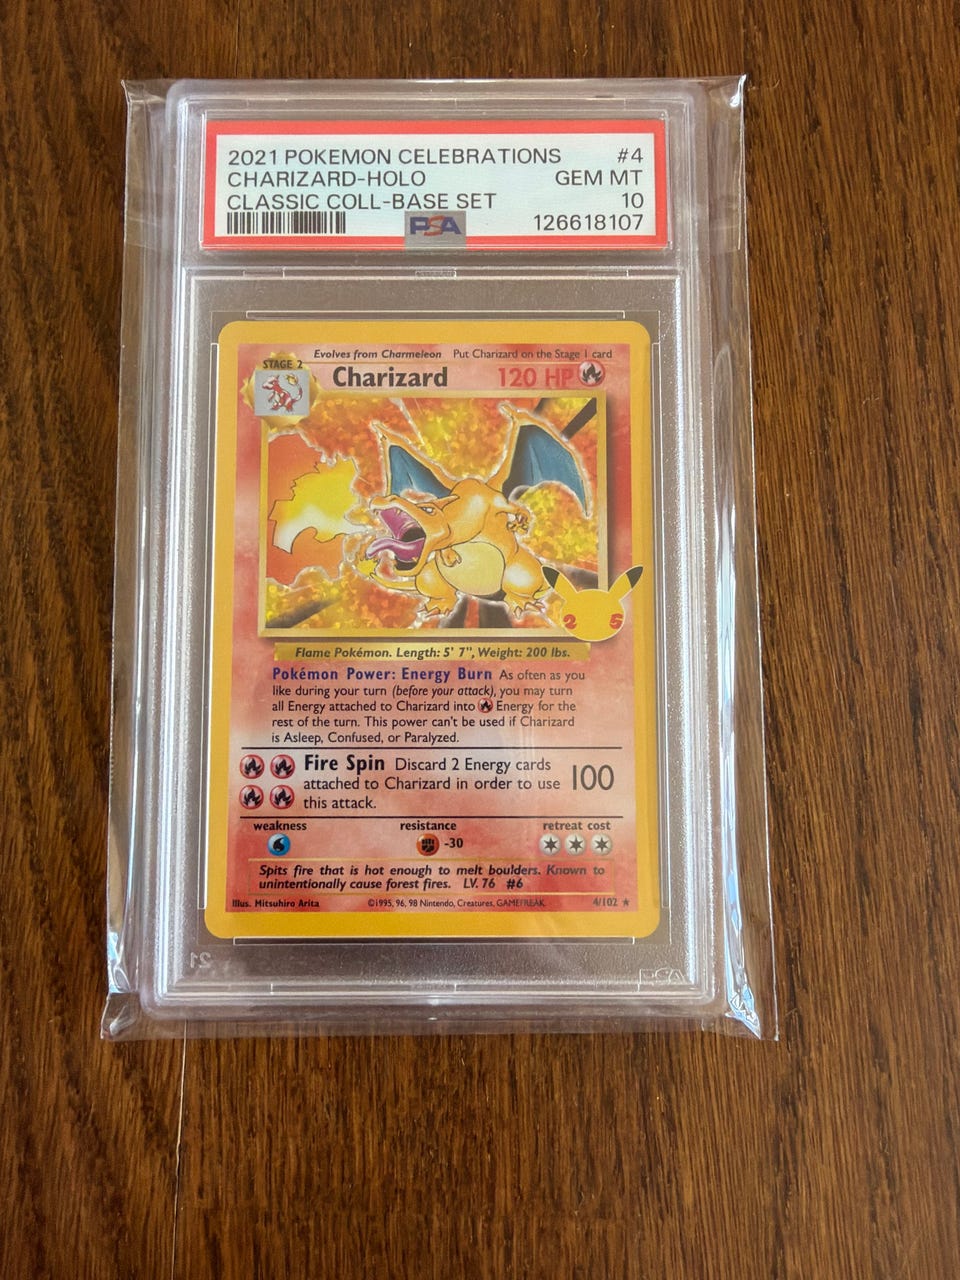 2021 POKEMON CELEBRATIONS #4
CHARIZARD-HOLO GEM MT
CLASSIC COLL-BASE SET 10
PSA 126618107
Evolves from Charmeleon Put Charizard on the Stage 1 card
STAGE 2
Charizard 120 HP
25
Flame Pokémon. Length: 5' 7", Weight: 200 lbs.
Pokémon Power: Energy Burn As often as you
like during your turn (before your attack), you may turn
all Energy attached to Charizard into Energy for the
rest of the turn. This power can't be used if Charizard
is Asleep, Confused, or Paralyzed.
Fire Spin Discard 2 Energy cards
attached to Charizard in order to use 100
this attack.
weakness resistance retreat cost
-30
Spits fire that is hot enough to melt boulders. Known to
unintentionally cause forest fires. LV. 76 #6
Illus. Mitsuhiro Arita ©1995, 96, 98 Nintendo, Creatures, GAMEFREAK. 4/102 ★
21 PSA